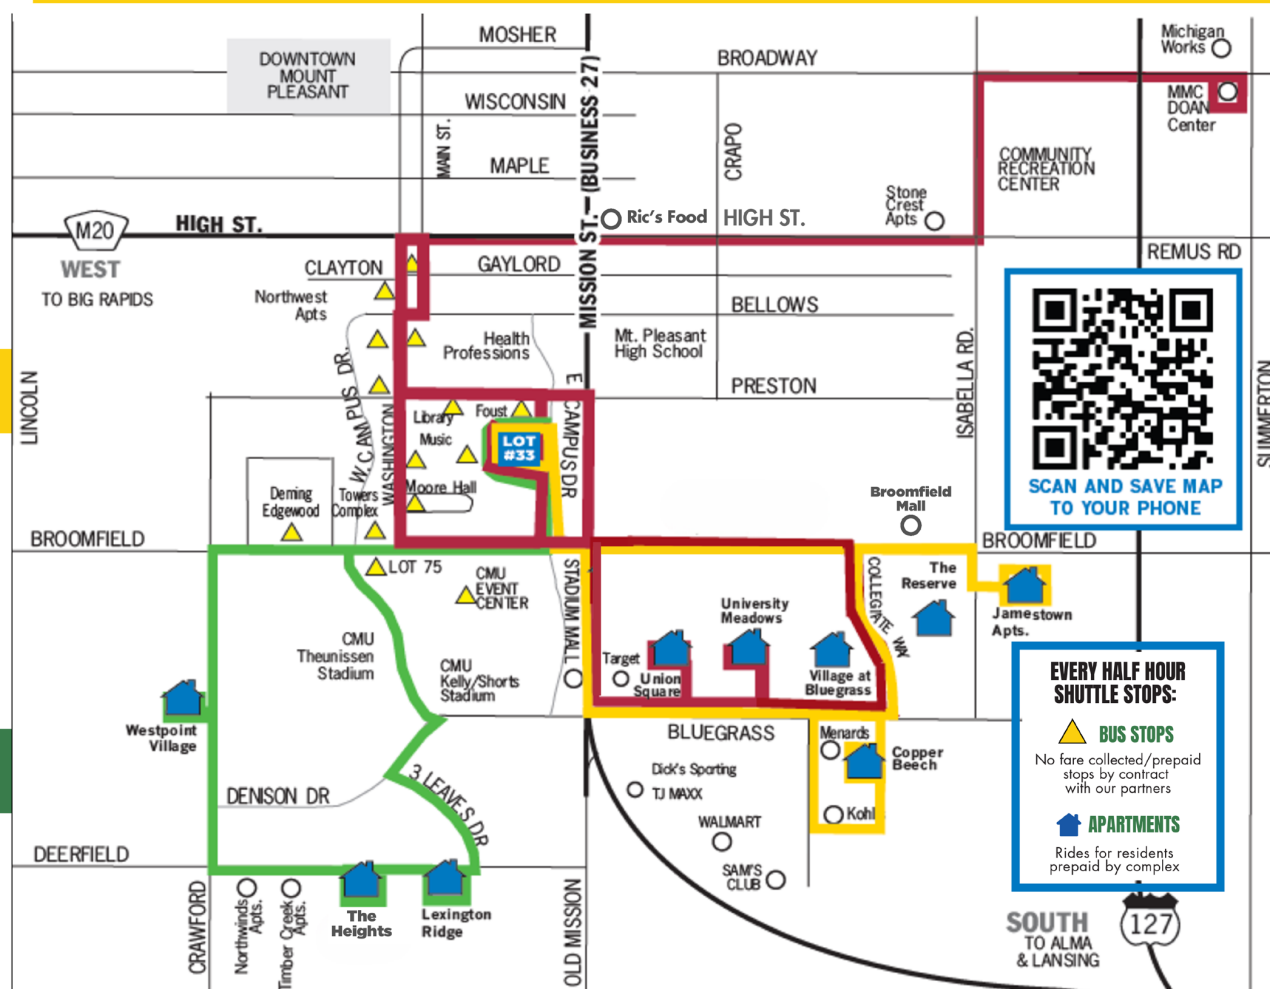 MOSHER
BROADWAY
Michigan
Works
DOWNTOWN
MOUNT
PLEASANT
WISCONSIN
MMC
DOAN
Center
MAIN ST.
MAPLE
MISSION ST. – (BUSINESS 27)
CRAPO
COMMUNITY
RECREATION
CENTER
M20
HIGH ST.
Ric's Food
HIGH ST.
Stone
Crest
Apts
REMUS RD
WEST
TO BIG RAPIDS
CLAYTON
GAYLORD
Northwest
Apts
BELLOWS
Health
Professions
Mt. Pleasant
High School
PRESTON
LINCOLN
W. CAMPUS DR.
WASHINGTON
E CAMPUS DR
ISABELLA RD.
SUMMERTON
SCAN AND SAVE MAP
TO YOUR PHONE
Library
Foust
Music
LOT
#33
Moore Hall
Deming
Edgewood
Towers
Complex
Broomfield
Mall
BROOMFIELD
BROOMFIELD
LOT 75
CMU
EVENT
CENTER
STADIUM MALL
COLLEGIATE WY
The
Reserve
Jamestown
Apts.
CMU
Theunissen
Stadium
CMU
Kelly/Shorts
Stadium
Target
Union
Square
University
Meadows
Village at
Bluegrass
Westpoint
Village
BLUEGRASS
Menards
Copper
Beech
Kohl
Dick's Sporting
TJ MAXX
WALMART
SAM'S
CLUB
3 LEAVES DR
DENISON DR
DEERFIELD
CRAWFORD
Northwinds
Apts.
Timber Creek
Apts.
The
Heights
Lexington
Ridge
OLD MISSION
EVERY HALF HOUR
SHUTTLE STOPS:
BUS STOPS
No fare collected/prepaid
stops by contract
with our partners
APARTMENTS
Rides for residents
prepaid by complex
SOUTH
TO ALMA
& LANSING
127